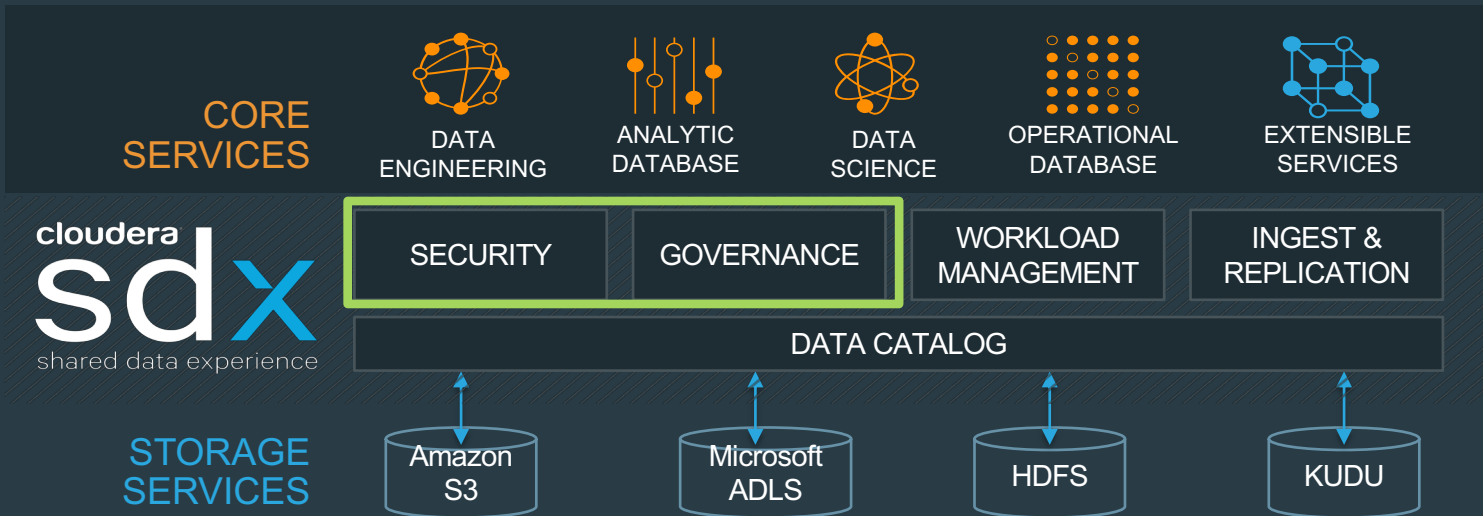 CORE
SERVICES
DATA
ENGINEERING
ANALYTIC
DATABASE
DATA
SCIENCE
OPERATIONAL
DATABASE
EXTENSIBLE
SERVICES
cloudera
sdx
shared data experience
SECURITY
GOVERNANCE
WORKLOAD
MANAGEMENT
INGEST &
REPLICATION
DATA CATALOG
STORAGE
SERVICES
Amazon
S3
Microsoft
ADLS
HDFS
KUDU